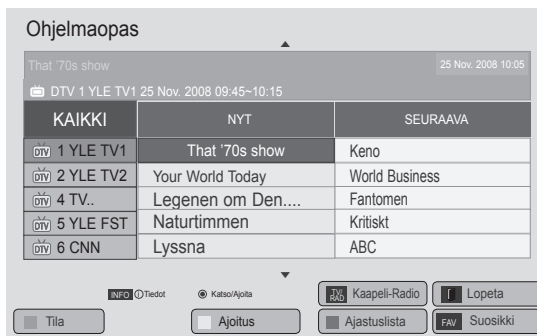 Ohjelmaopas
That '70s show 25 Nov. 2008 10:05
DTV 1 YLE TV1 25 Nov. 2008 09:45~10:15
KAIKKI NYT SEURAAVA
DTV 1 YLE TV1 That '70s show Keno
DTV 2 YLE TV2 Your World Today World Business
DTV 4 TV.. Legenen om Den.... Fantomen
DTV 5 YLE FST Naturtimmen Kritiskt
DTV 6 CNN Lyssna ABC
INFO ⓘ Tiedot Katso/Ajoita TV/RAD Kaapeli-Radio Lopeta
Tila Ajoitus Ajastuslista FAV Suosikki